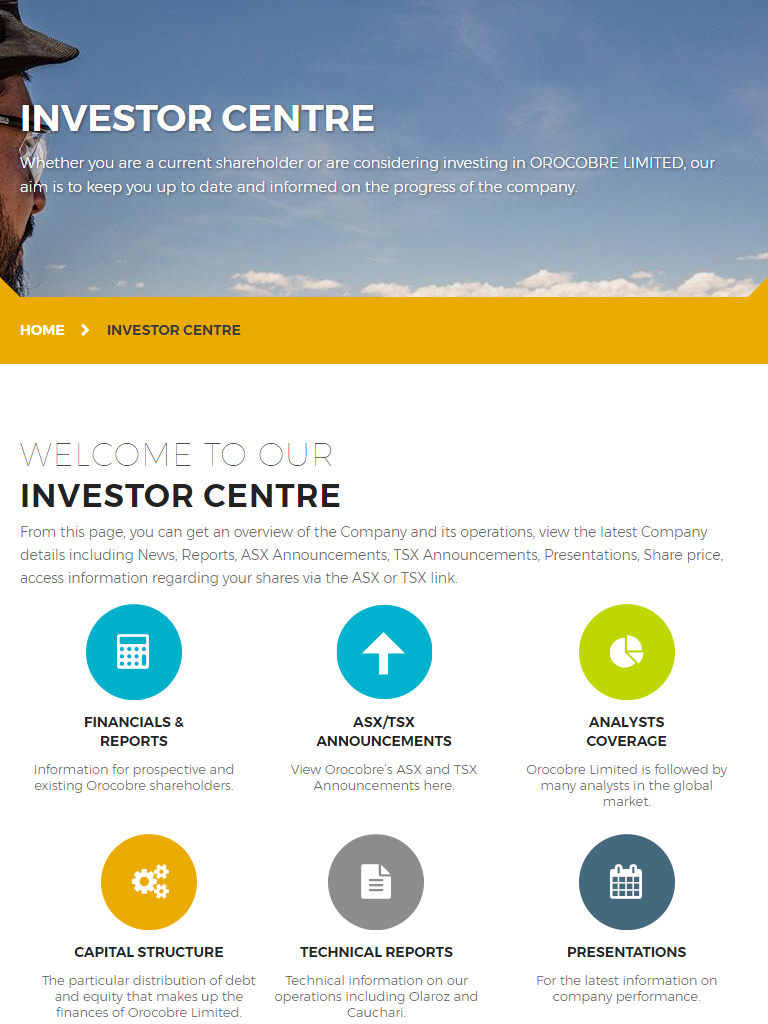 INVESTOR CENTRE
Whether you are a current shareholder or are considering investing in OROCOBRE LIMITED, our
aim is to keep you up to date and informed on the progress of the company.
HOME
INVESTOR CENTRE
WELCOME TO OUR
INVESTOR CENTRE
From this page, you can get an overview of the Company and its operations, view the latest Company
details including News, Reports, ASX Announcements, TSX Announcements, Presentations, Share price,
access information regarding your shares via the ASX or TSX link.
FINANCIALS &
REPORTS
Information for prospective and
existing Orocobre shareholders.
ASX/TSX
ANNOUNCEMENTS
View Orocobre's ASX and TSX
Announcements here.
ANALYSTS
COVERAGE
Orocobre Limited is followed by
many analysts in the global
market.
CAPITAL STRUCTURE
The particular distribution of debt
and equity that makes up the
finances of Orocobre Limited.
TECHNICAL REPORTS
Technical information on our
operations including Olaroz and
Cauchari.
PRESENTATIONS
For the latest information on
company performance.